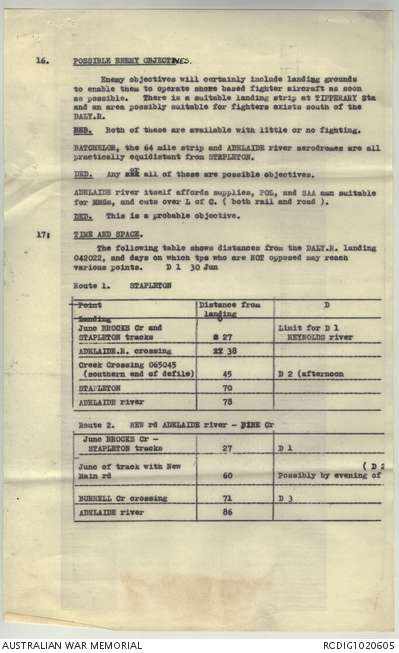 16. POSSIBLE ENEMY OBJECTIVES.
Enemy objectives will certainly include landing grounds
to enable them to operate shore based fighter aircraft as soon
as possible. There is a suitable landing strip at TIPPERARY Sta
and an area possibly suitable for fighters exists south of the
DALY.R.
DED. Both of these are available with little or no fighting.
BATCHELOR, the 64 mile strip and ADELAIDE river aerodromes are all
practically equidistant from STAPLETON.
DED. Any or all of these are possible objectives.
ADELAIDE river itself affords supplies, POL, and SAA amn suitable
for MMGs, and cuts over L of C. ( both rail and road ).
DED. This is a probable objective.
17: TIME AND SPACE.
The following table shows distances from the DALY.R. landing
042022, and days on which tps who are NOT opposed may reach
various points. D 1 30 Jun
Route 1. STAPLETON
Point Distance from landing D
Landing 0
Junc BROCKS Cr and
STAPLETON tracks 27 Limit for D 1
REYNOLDS river
ADELAIDE.R. crossing 38
Creek Crossing 065045
(southern end of defile) 45 D 2 (afternoon
STAPLETON 70
ADELAIDE river 78
Route 2. NEW rd ADELAIDE river - PINE Cr
Junc BROCKS Cr -
STAPLETON tracks 27 D 1
Junc of track with New
Main rd 60 ( D 2
Possibly by evening of
BURRELL Cr crossing 71 D 3
ADELAIDE river 86
AUSTRALIAN WAR MEMORIAL RCDIG1020605